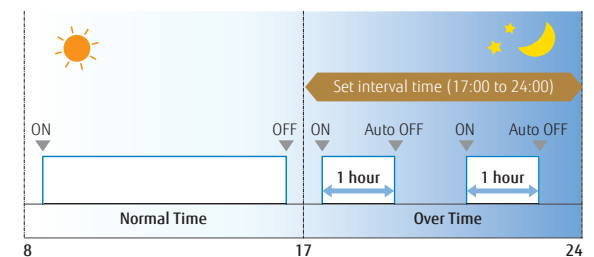 Set interval time (17:00 to 24:00)
ON OFF ON Auto OFF ON Auto OFF
1 hour 1 hour
Normal Time Over Time
8 17 24